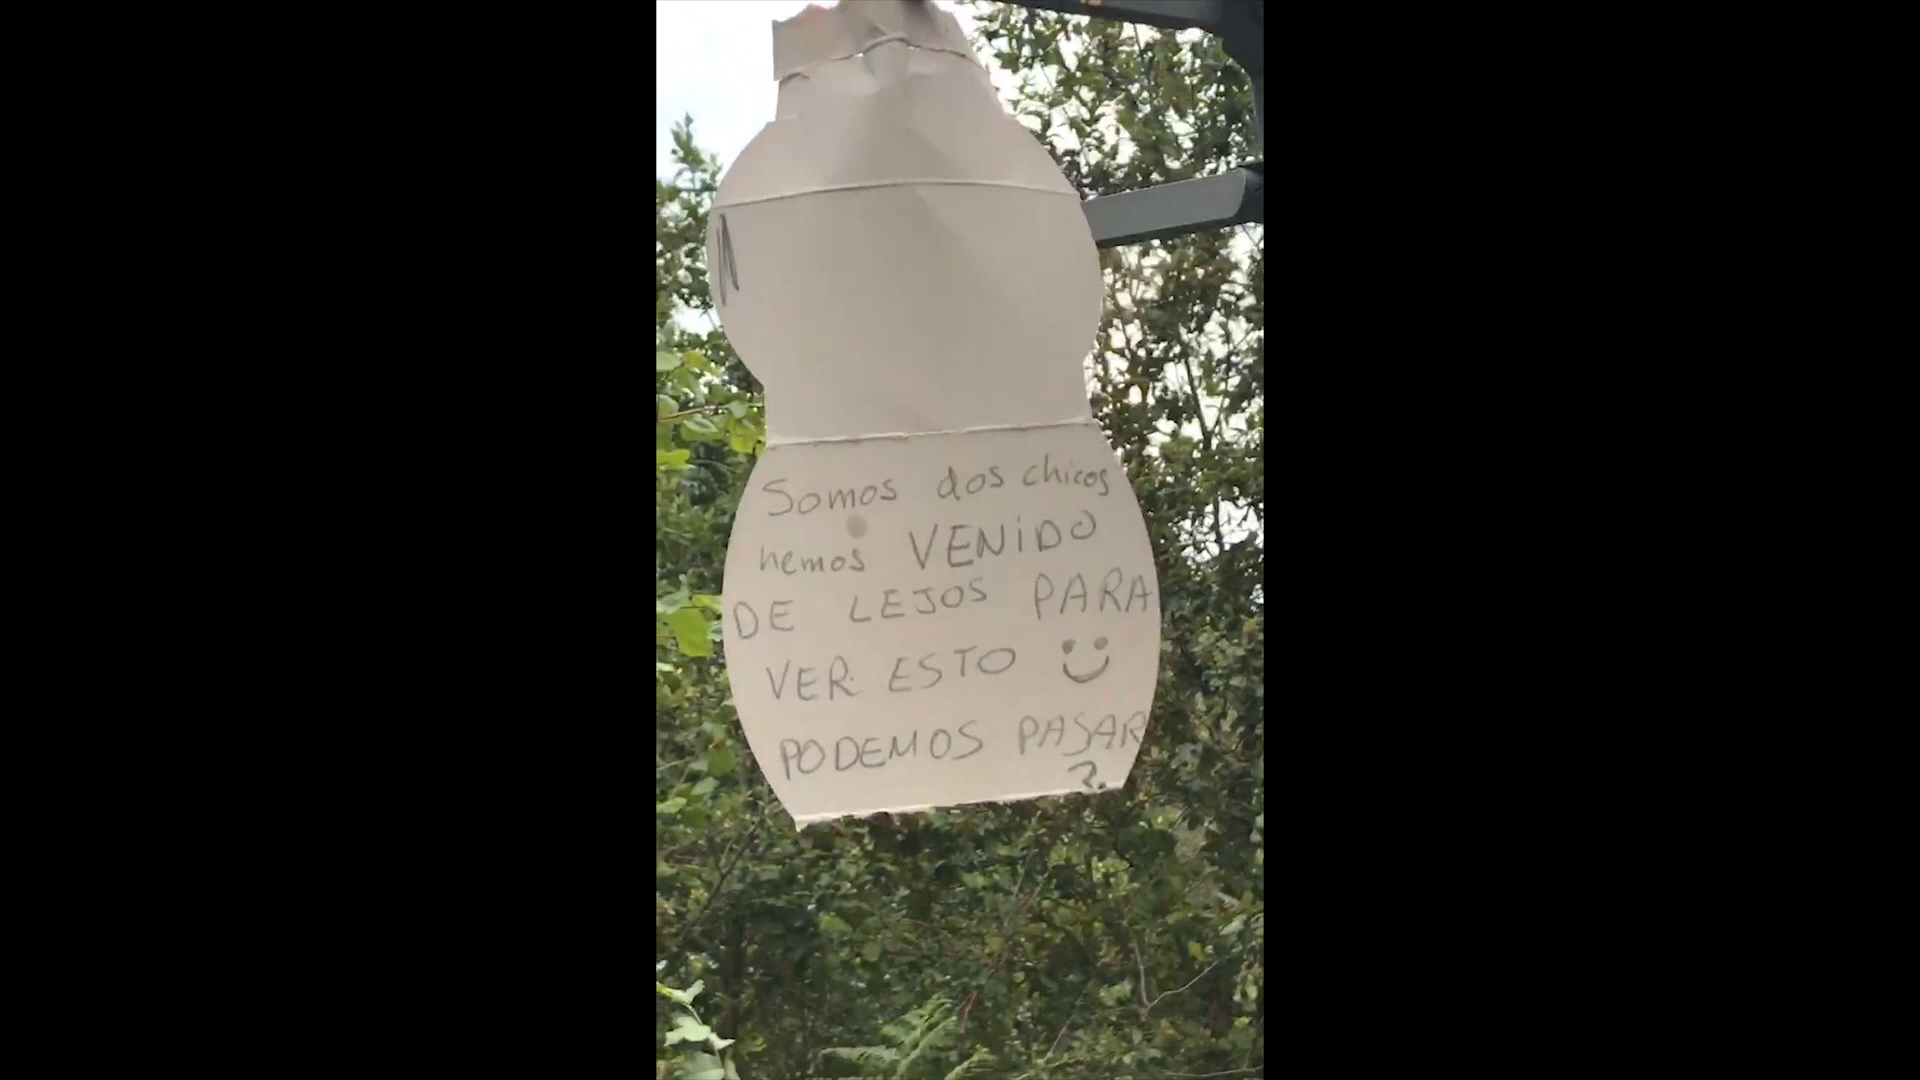 Somos dos chicos
hemos VENiDO
DE LEJOS PARA
VER ESTO
PODEMOS PASAR
?